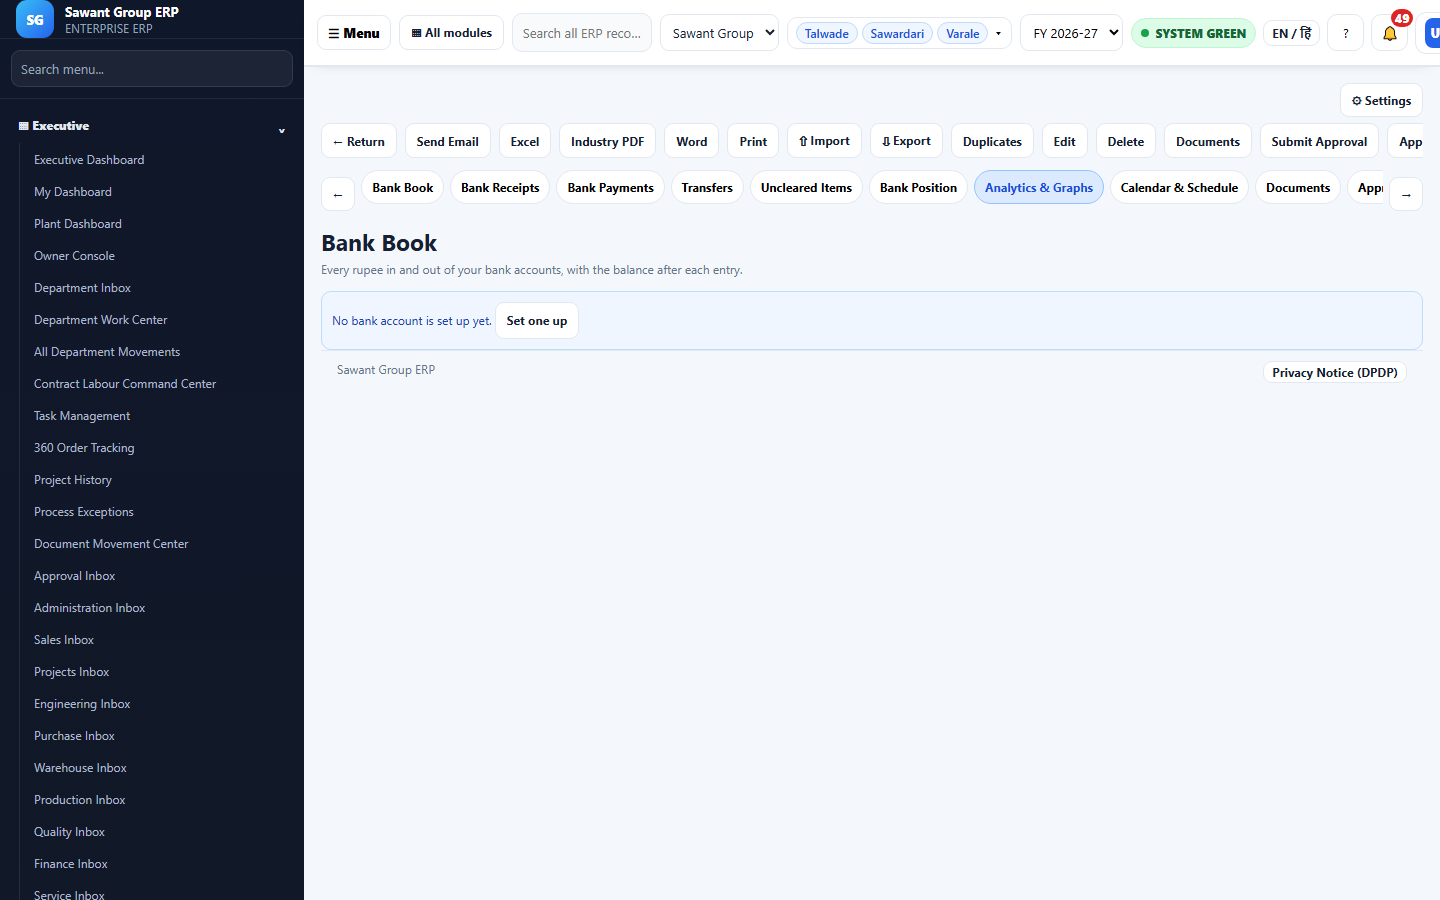 SG
Sawant Group ERP
ENTERPRISE ERP
☰ Menu
All modules
Search all ERP reco...
Sawant Group
Talwade
Sawardari
Varale
FY 2026-27
SYSTEM GREEN
EN / हिं
?
49
U
Search menu...
⚙ Settings
Executive
Executive Dashboard
My Dashboard
Plant Dashboard
Owner Console
Department Inbox
Department Work Center
All Department Movements
Contract Labour Command Center
Task Management
360 Order Tracking
Project History
Process Exceptions
Document Movement Center
Approval Inbox
Administration Inbox
Sales Inbox
Projects Inbox
Engineering Inbox
Purchase Inbox
Warehouse Inbox
Production Inbox
Quality Inbox
Finance Inbox
Service Inbox
← Return
Send Email
Excel
Industry PDF
Word
Print
⇧ Import
⇩ Export
Duplicates
Edit
Delete
Documents
Submit Approval
App
←
Bank Book
Bank Receipts
Bank Payments
Transfers
Uncleared Items
Bank Position
Analytics & Graphs
Calendar & Schedule
Documents
App
→
Bank Book
Every rupee in and out of your bank accounts, with the balance after each entry.
No bank account is set up yet. Set one up
Sawant Group ERP
Privacy Notice (DPDP)